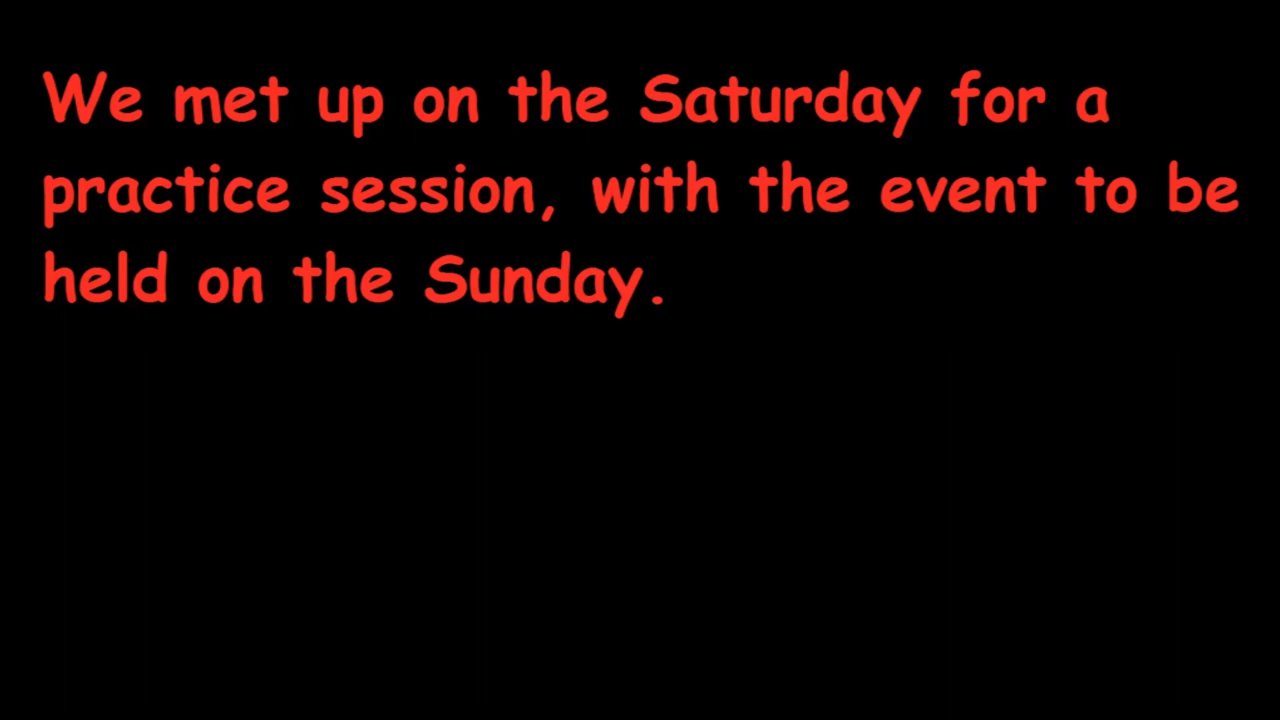 We met up on the Saturday for a
practice session, with the event to be
held on the Sunday.